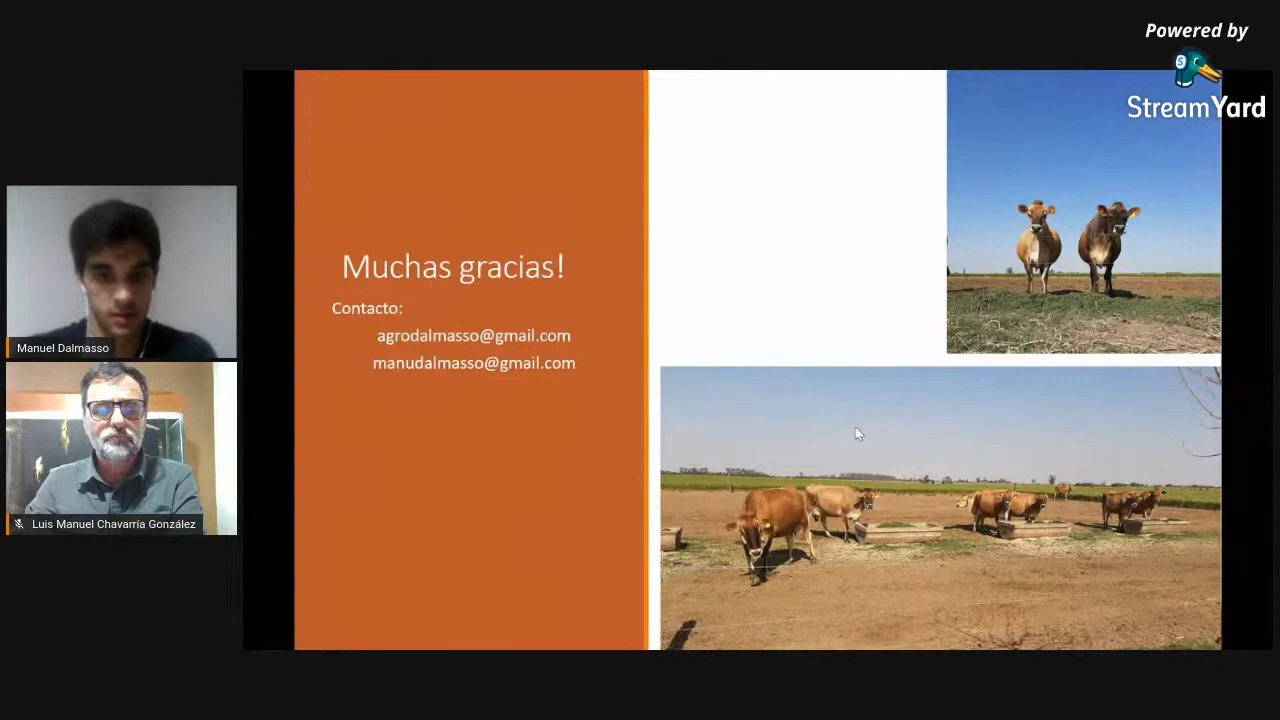 Powered by
StreamYard
Muchas gracias!
Contacto:
agrodalmasso@gmail.com
manudalmasso@gmail.com
Manuel Dalmasso
Luis Manuel Chavarría González